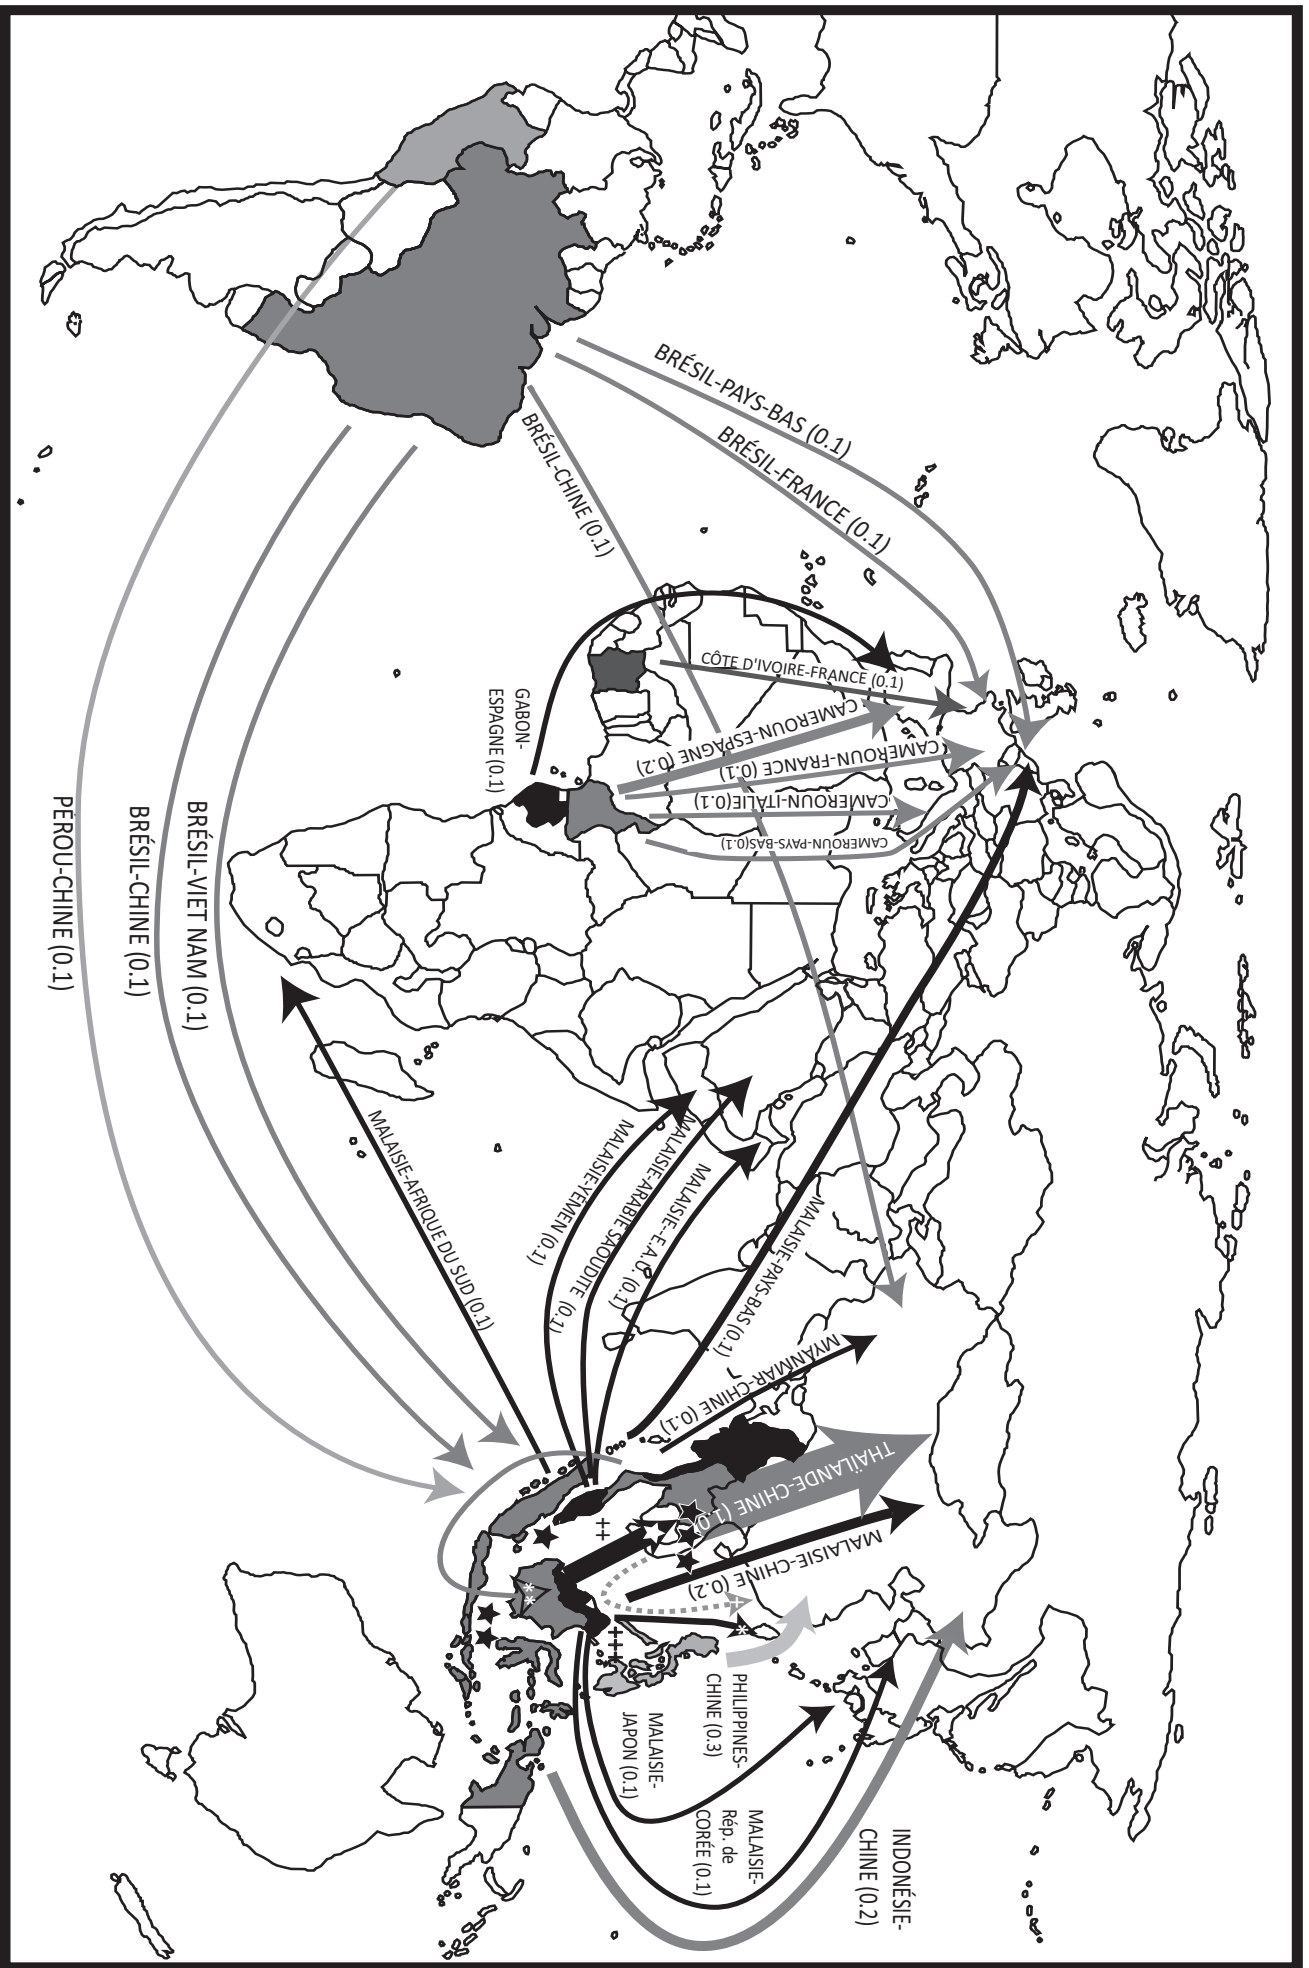 BRÉSIL-PAYS-BAS (0.1)
BRÉSIL-FRANCE (0.1)
BRÉSIL-CHINE (0.1)
CÔTE D'IVOIRE-FRANCE (0.1)
GABON-
ESPAGNE (0.1)
CAMEROUN-ESPAGNE (0.2)
CAMEROUN-FRANCE (0.1)
CAMEROUN-ITALIE(0.1)
CAMEROUN-PAYS-BAS(0.1)
PÉROU-CHINE (0.1)
BRÉSIL-CHINE (0.1)
BRÉSIL-VIET NAM (0.1)
MALAISIE-AFRIQUE DU SUD (0.1)
MALAISIE-YEMEN (0.1)
MALAISIE-ARABIE SAOUDITE (0.1)
MALAISIE-E.A.U. (0.1)
MALAISIE-PAYS-BAS (0.1)
MYANMAR-CHINE (0.1)
THAÏLANDE-CHINE (1.0)
MALAISIE-CHINE (0.2)
PHILIPPINES-
CHINE (0.3)
MALAISIE-
JAPON (0.1)
MALAISIE-
Rép. de
CORÉE (0.1)
INDONÉSIE-
CHINE (0.2)